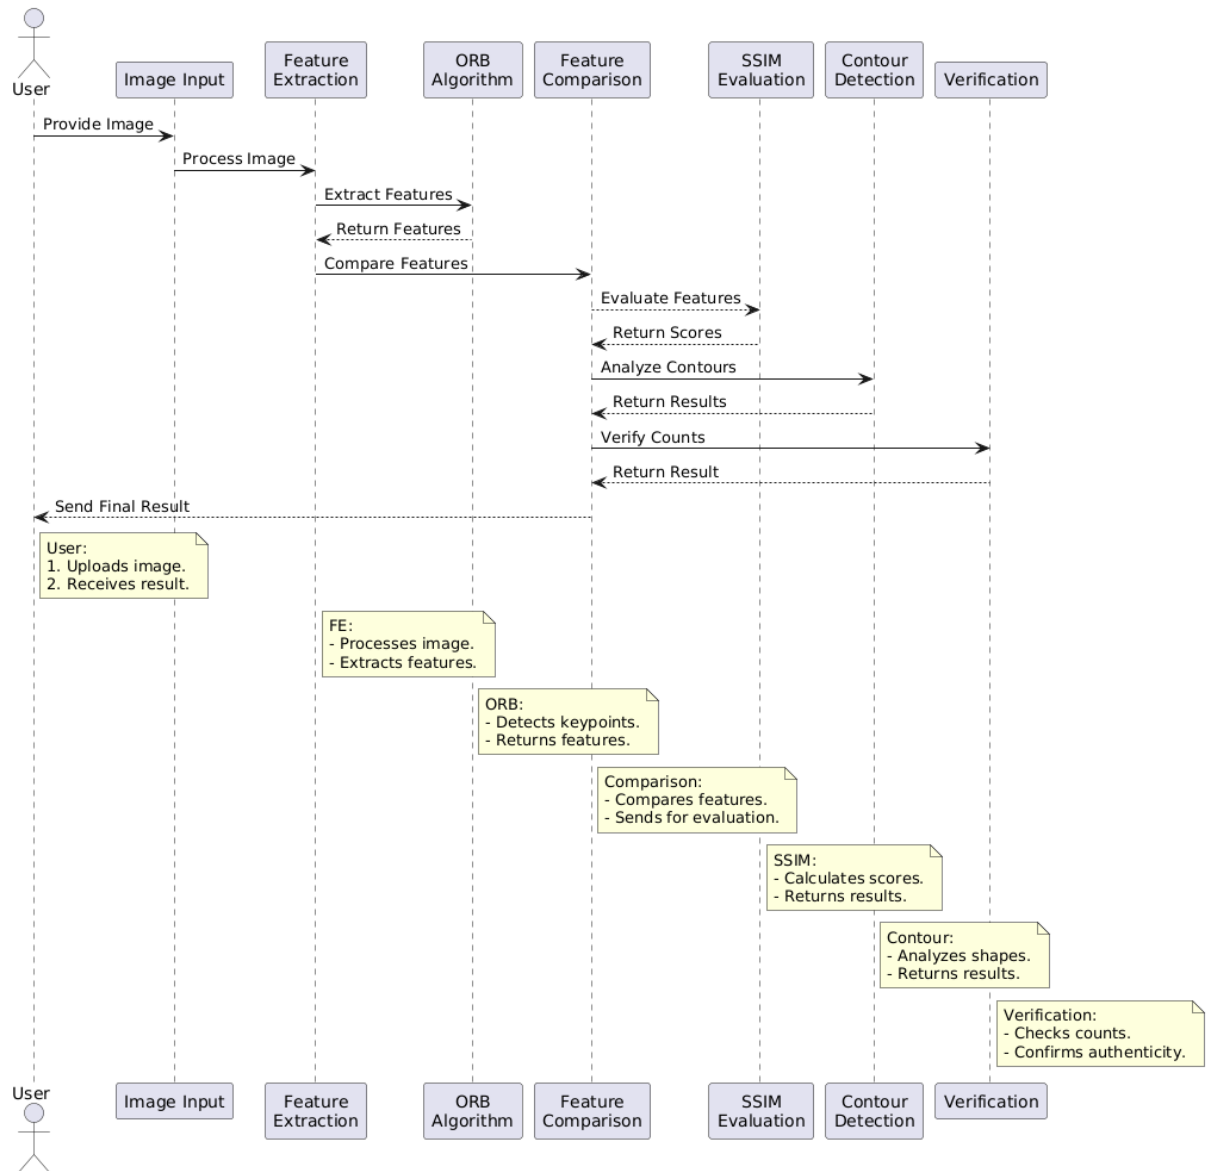 User
Image Input
Feature
Extraction
ORB
Algorithm
Feature
Comparison
SSIM
Evaluation
Contour
Detection
Verification
Provide Image
Process Image
Extract Features
Return Features
Compare Features
Evaluate Features
Return Scores
Analyze Contours
Return Results
Verify Counts
Return Result
Send Final Result
User:
1. Uploads image.
2. Receives result.
FE:
- Processes image.
- Extracts features.
ORB:
- Detects keypoints.
- Returns features.
Comparison:
- Compares features.
- Sends for evaluation.
SSIM:
- Calculates scores.
- Returns results.
Contour:
- Analyzes shapes.
- Returns results.
Verification:
- Checks counts.
- Confirms authenticity.
User
Image Input
Feature
Extraction
ORB
Algorithm
Feature
Comparison
SSIM
Evaluation
Contour
Detection
Verification